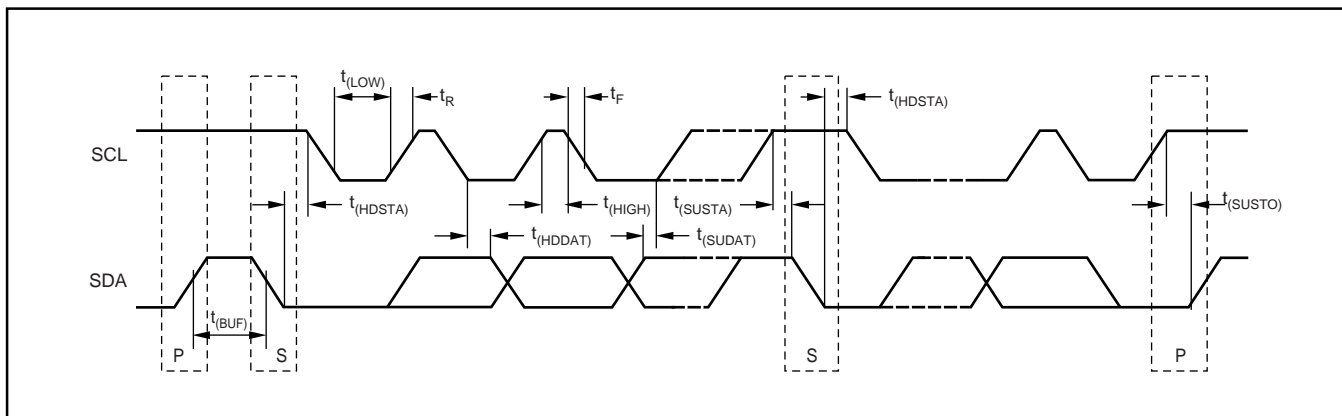 t(LOW)
tR
tF
t(HDSTA)
SCL
t(HDSTA)
t(HIGH)
t(SUSTA)
t(SUSTO)
t(HDDAT)
t(SUDAT)
SDA
t(BUF)
P
S
S
P